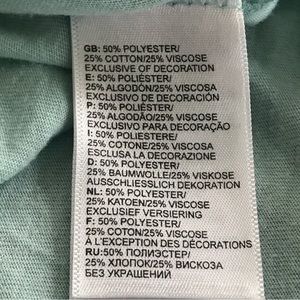 GB: 50% POLYESTER/
25% COTTON/25% VISCOSE
EXCLUSIVE OF DECORATION
E: 50% POLIÉSTER/
25% ALGODÓN/25% VISCOSA
EXCLUSIVO DE DECORACIÓN
P: 50% POLIÉSTER/
25% ALGODÃO/25% VISCOSA
EXCLUSIVO PARA DECORAÇÃO
I: 50% POLIESTERE/
25% COTONE/25% VISCOSA
ESCLUSA LA DECORAZIONE
D: 50% POLYESTER/
25% BAUMWOLLE/25% VISKOSE
AUSSCHLIESSLICH DEKORATION
NL: 50% POLYESTER/
25% KATOEN/25% VISCOSE
EXCLUSIEF VERSIERING
F: 50% POLYESTER/
25% COTON/25% VISCOSE
À L'EXCEPTION DES DÉCORATIONS
RU: 50% ПОЛИЭСТЕР/
25% ХЛОПОК/25% ВИСКОЗА
БЕЗ УКРАШЕНИЙ